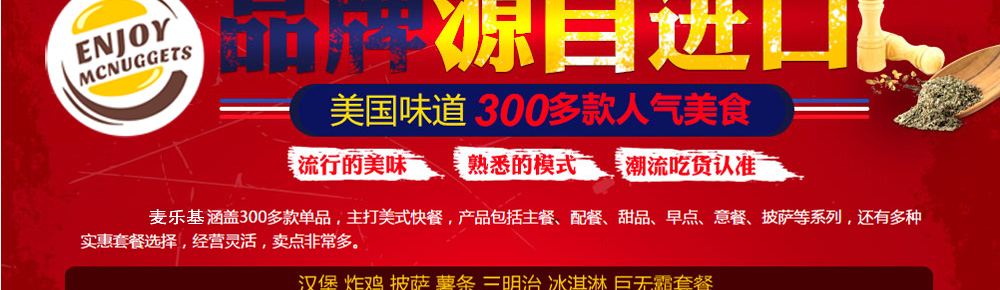 ENJOY
MCNUGGETS
品牌源自进口
美国味道 300多款人气美食
流行的美味 熟悉的模式 潮流吃货认准
麦乐基涵盖300多款单品，主打美式快餐，产品包括主餐、配餐、甜品、早点、意餐、披萨等系列，还有多种
实惠套餐选择，经营灵活，卖点非常多。
汉堡 炸鸡 披萨 薯条 三明治 冰淇淋 巨无霸套餐